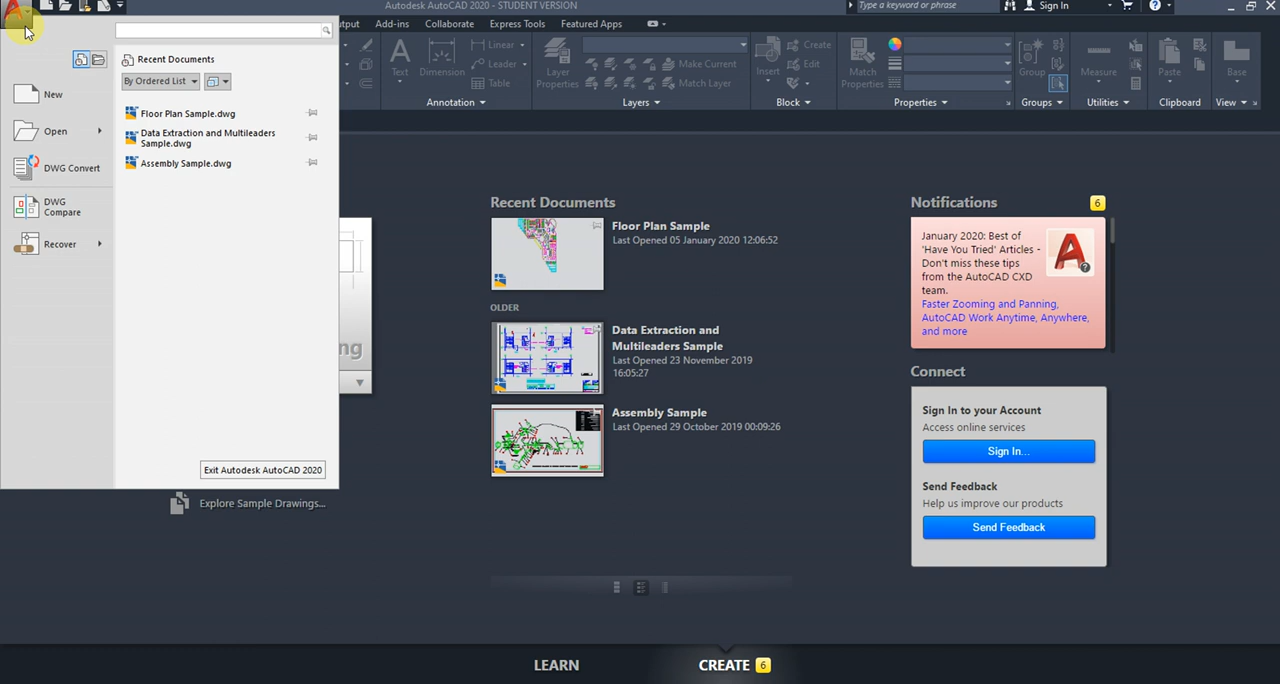 Autodesk AutoCAD 2020 - STUDENT VERSION
Type a keyword or phrase
Sign In
?
utput
Add-ins
Collaborate
Express Tools
Featured Apps
Text
Dimension
Linear
Leader
Table
Annotation
Layer
Properties
Make Current
Match Layer
Layers
Insert
Create
Edit
Block
Match
Properties
Properties
Group
Groups
Measure
Utilities
Paste
Clipboard
Base
View
Recent Documents
By Ordered List
New
Open
DWG Convert
DWG
Compare
Recover
Floor Plan Sample.dwg
Data Extraction and Multileaders
Sample.dwg
Assembly Sample.dwg
Exit Autodesk AutoCAD 2020
ng
Explore Sample Drawings...
Recent Documents
Floor Plan Sample
Last Opened 05 January 2020 12:06:52
OLDER
Data Extraction and
Multileaders Sample
Last Opened 23 November 2019
16:05:27
Assembly Sample
Last Opened 29 October 2019 00:09:26
Notifications
6
January 2020: Best of
'Have You Tried' Articles -
Don't miss these tips
from the AutoCAD CXD
team.
Faster Zooming and Panning,
AutoCAD Work Anytime, Anywhere,
and more
Connect
Sign In to your Account
Access online services
Sign In...
Send Feedback
Help us improve our products
Send Feedback
LEARN
CREATE 6